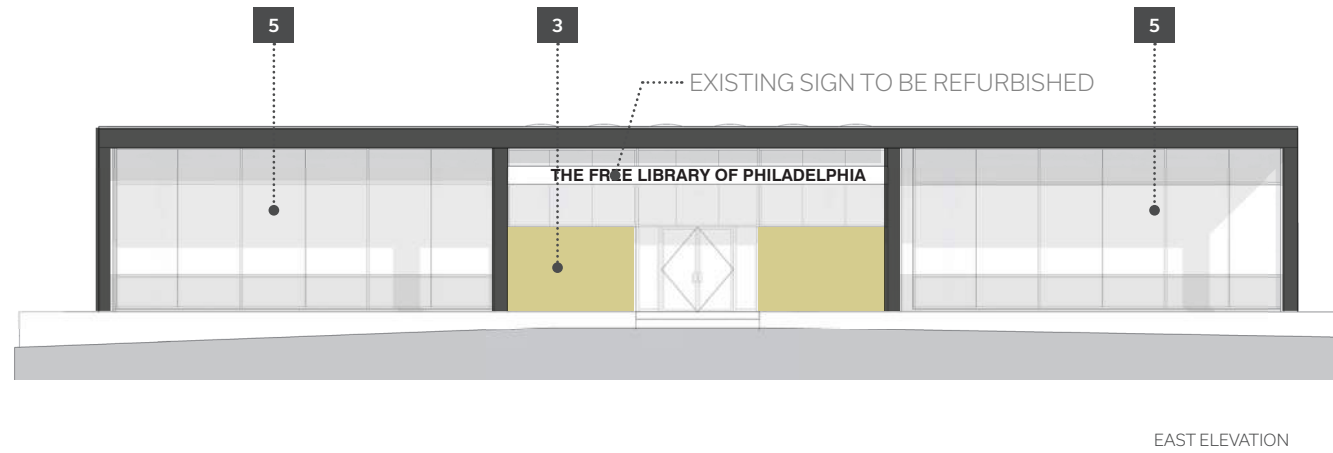 5
3
5
EXISTING SIGN TO BE REFURBISHED
THE FREE LIBRARY OF PHILADELPHIA
EAST ELEVATION